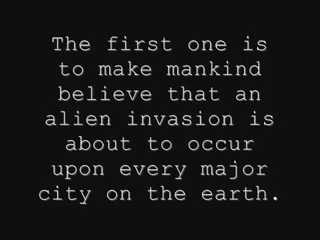 The first one is
to make mankind
believe that an
alien invasion is
about to occur
upon every major
city on the earth.